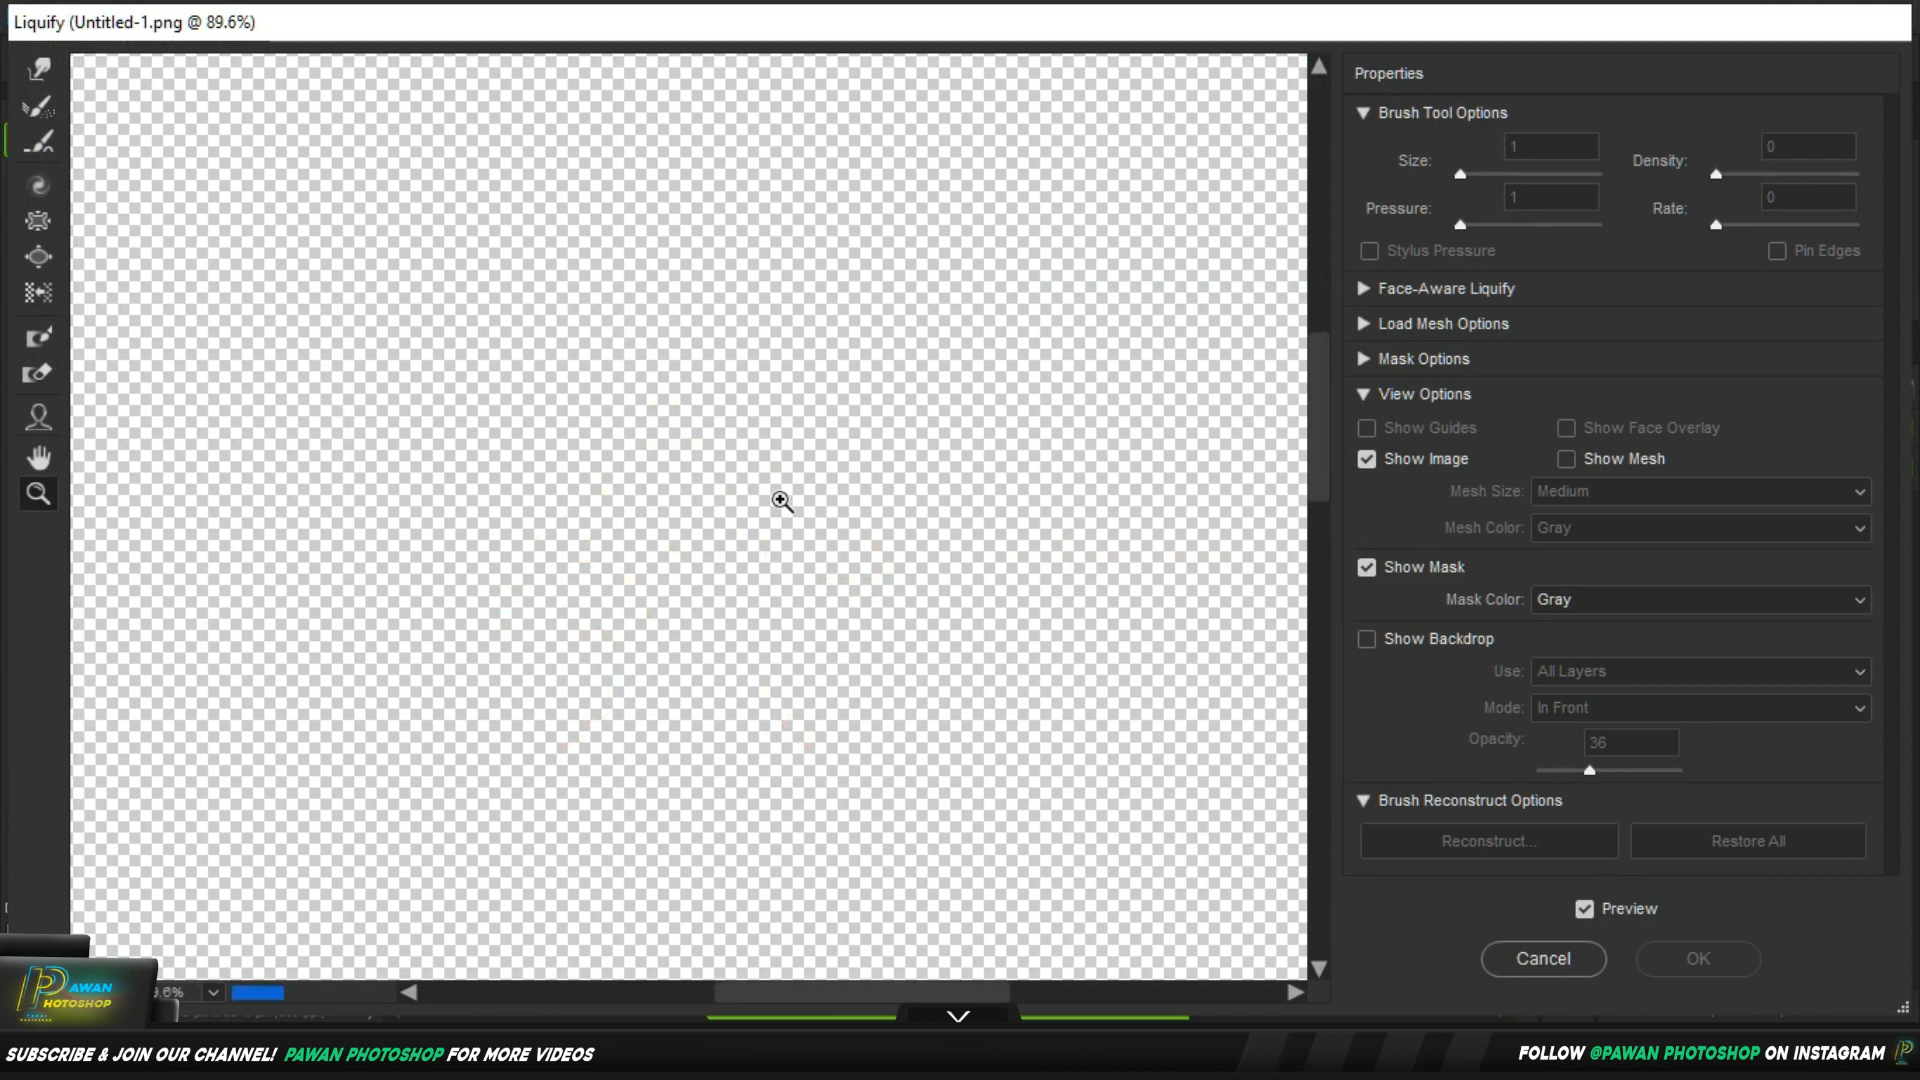 Liquify (Untitled-1.png @ 89.6%)
Properties
Brush Tool Options
Size: 1 Density: 0
Pressure: 1 Rate: 0
Stylus Pressure Pin Edges
Face-Aware Liquify
Load Mesh Options
Mask Options
View Options
Show Guides Show Face Overlay
Show Image Show Mesh
Mesh Size: Medium
Mesh Color: Gray
Show Mask
Mask Color: Gray
Show Backdrop
Use: All Layers
Mode: In Front
Opacity: 36
Brush Reconstruct Options
Reconstruct... Restore All
Preview
Cancel OK
PAWAN
PHOTOSHOP
SUBSCRIBE & JOIN OUR CHANNEL! PAWAN PHOTOSHOP FOR MORE VIDEOS
FOLLOW @PAWAN PHOTOSHOP ON INSTAGRAM